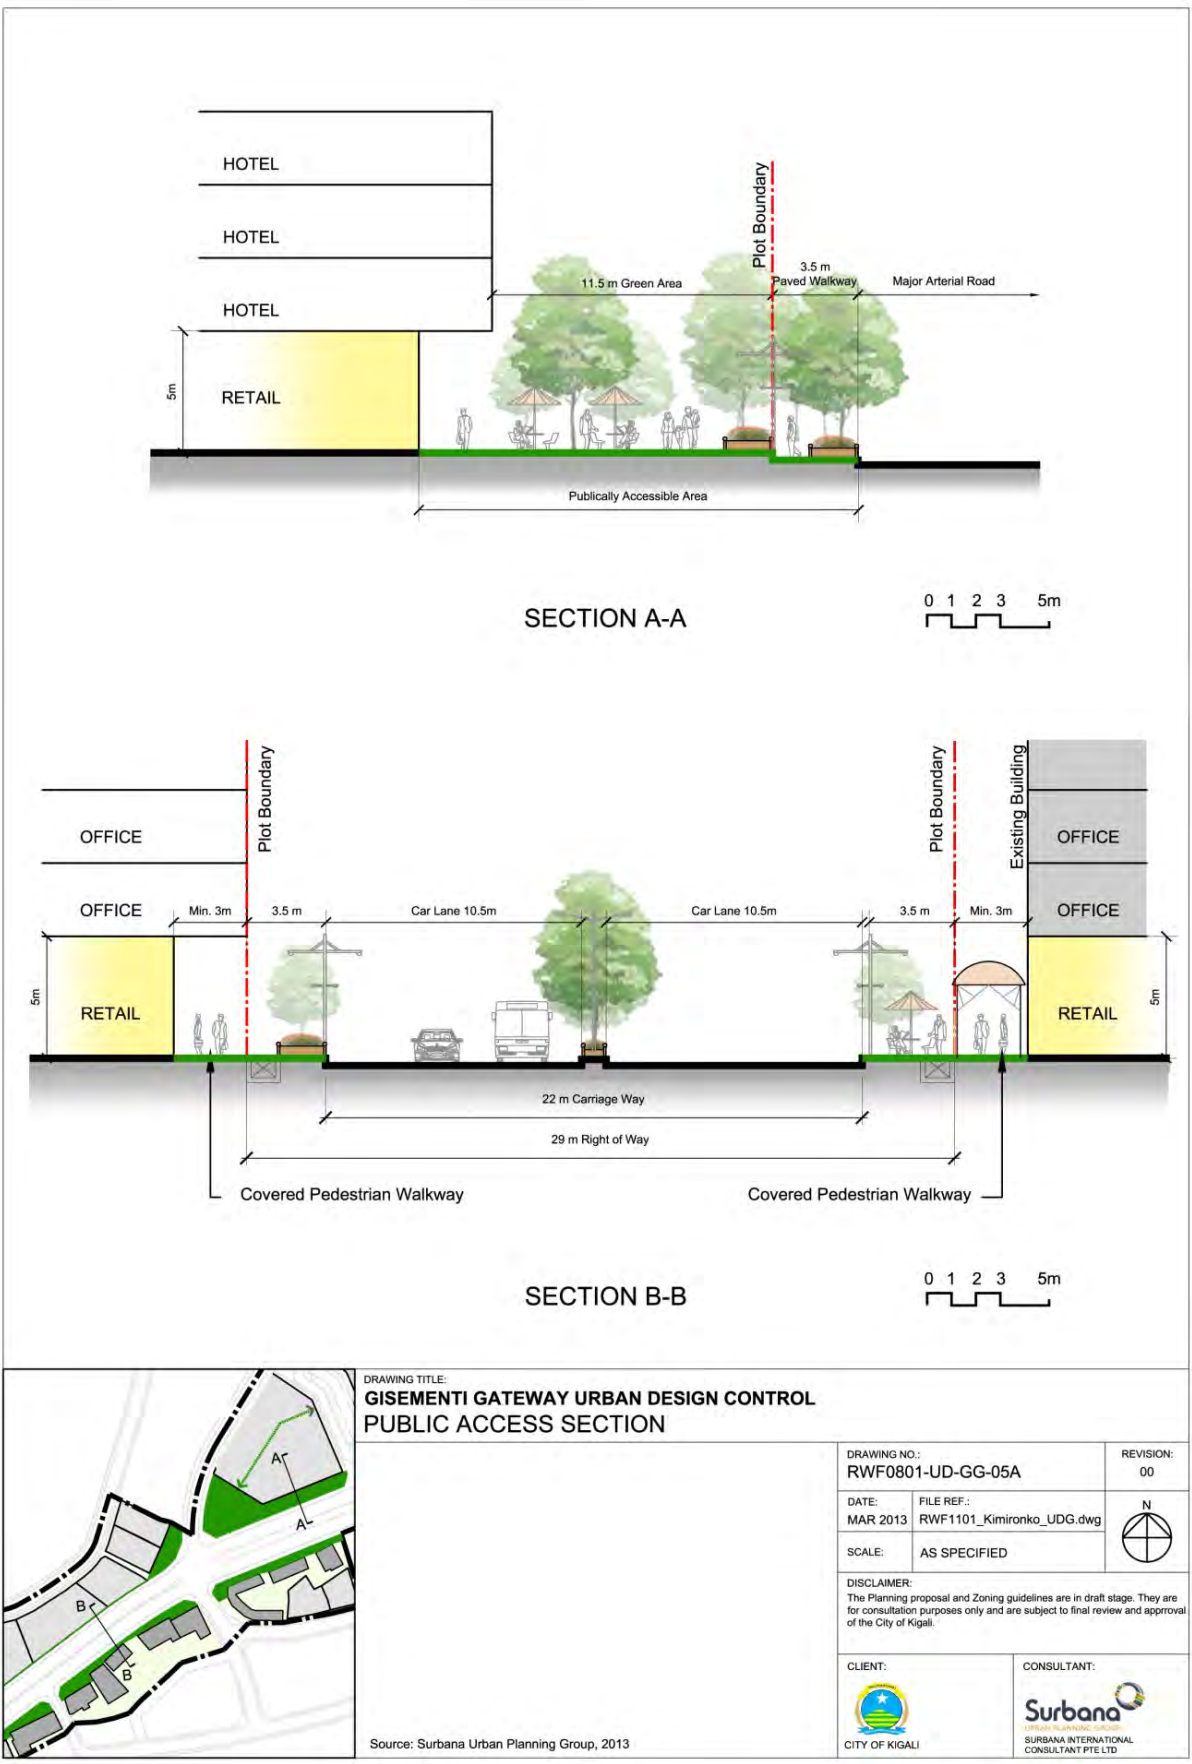 HOTEL
HOTEL
HOTEL
RETAIL
5m
Plot Boundary
11.5 m Green Area
3.5 m
Paved Walkway
Major Arterial Road
Publically Accessible Area
SECTION A-A
0 1 2 3 5m
OFFICE
OFFICE
RETAIL
5m
Plot Boundary
Min. 3m
3.5 m
Car Lane 10.5m
Car Lane 10.5m
3.5 m
Min. 3m
Plot Boundary
Existing Building
OFFICE
OFFICE
RETAIL
5m
22 m Carriage Way
29 m Right of Way
Covered Pedestrian Walkway
Covered Pedestrian Walkway
SECTION B-B
0 1 2 3 5m
A
A
B
B
DRAWING TITLE:
GISEMENTI GATEWAY URBAN DESIGN CONTROL
PUBLIC ACCESS SECTION
Source: Surbana Urban Planning Group, 2013
DRAWING NO.:
RWF0801-UD-GG-05A
REVISION:
00
DATE:
MAR 2013
FILE REF.:
RWF1101_Kimironko_UDG.dwg
N
SCALE:
AS SPECIFIED
DISCLAIMER:
The Planning proposal and Zoning guidelines are in draft stage. They are
for consultation purposes only and are subject to final review and apprroval
of the City of Kigali.
CLIENT:
CITY OF KIGALI
CONSULTANT:
Surbana
URBAN PLANNING GROUP
SURBANA INTERNATIONAL
CONSULTANT PTE LTD